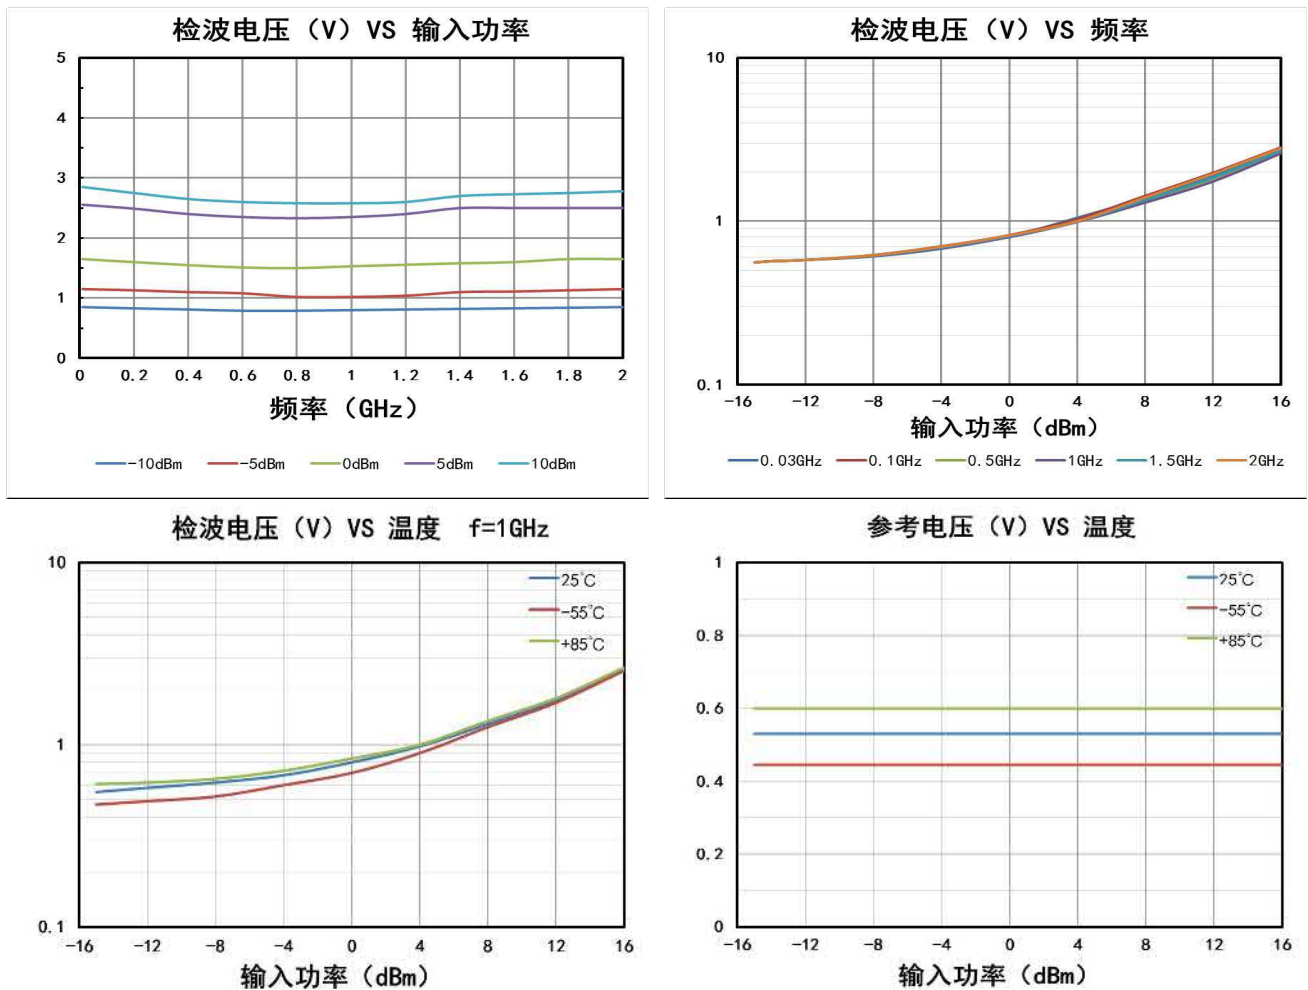 检波电压（V）VS 输入功率
5
4
3
2
1
0
0 0.2 0.4 0.6 0.8 1 1.2 1.4 1.6 1.8 2
频率（GHz）
-10dBm -5dBm 0dBm 5dBm 10dBm
检波电压（V）VS 频率
10
1
0.1
-16 -12 -8 -4 0 4 8 12 16
输入功率（dBm）
0.03GHz 0.1GHz 0.5GHz 1GHz 1.5GHz 2GHz
检波电压（V）VS 温度 f=1GHz
10
1
0.1
25℃
-55℃
+85℃
-16 -12 -8 -4 0 4 8 12 16
输入功率（dBm）
参考电压（V）VS 温度
1
0.8
0.6
0.4
0.2
0
25℃
-55℃
+85℃
-16 -12 -8 -4 0 4 8 12 16
输入功率（dBm）